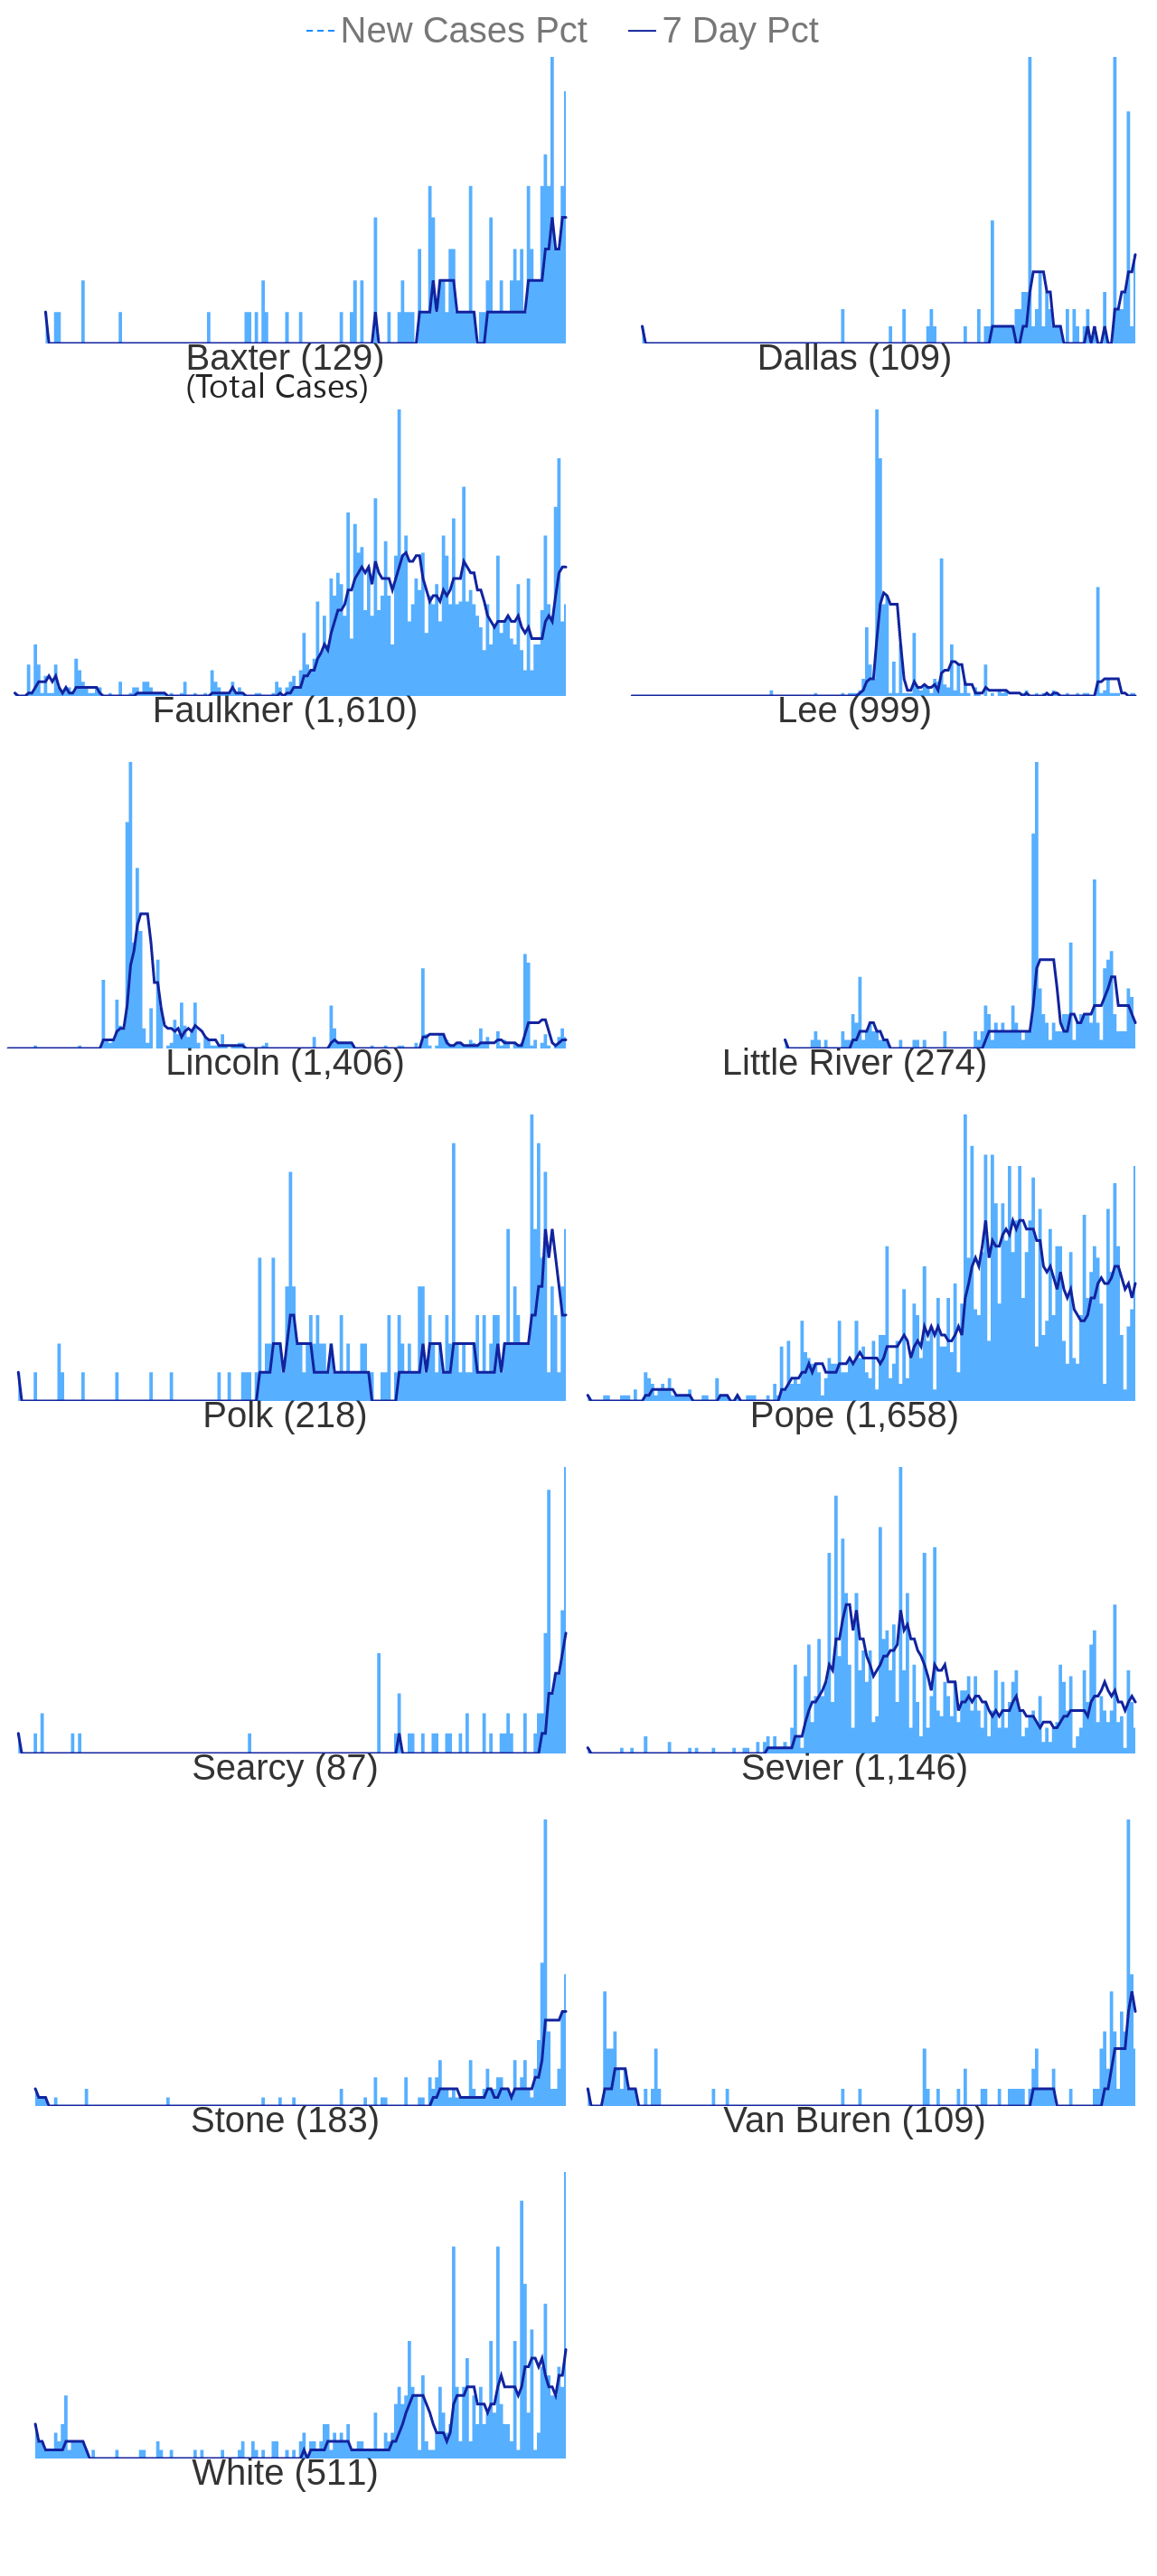 New Cases Pct 7 Day Pct
Baxter (129) Dallas (109)
(Total Cases)
Faulkner (1,610) Lee (999)
Lincoln (1,406) Little River (274)
Polk (218) Pope (1,658)
Searcy (87) Sevier (1,146)
Stone (183) Van Buren (109)
White (511)